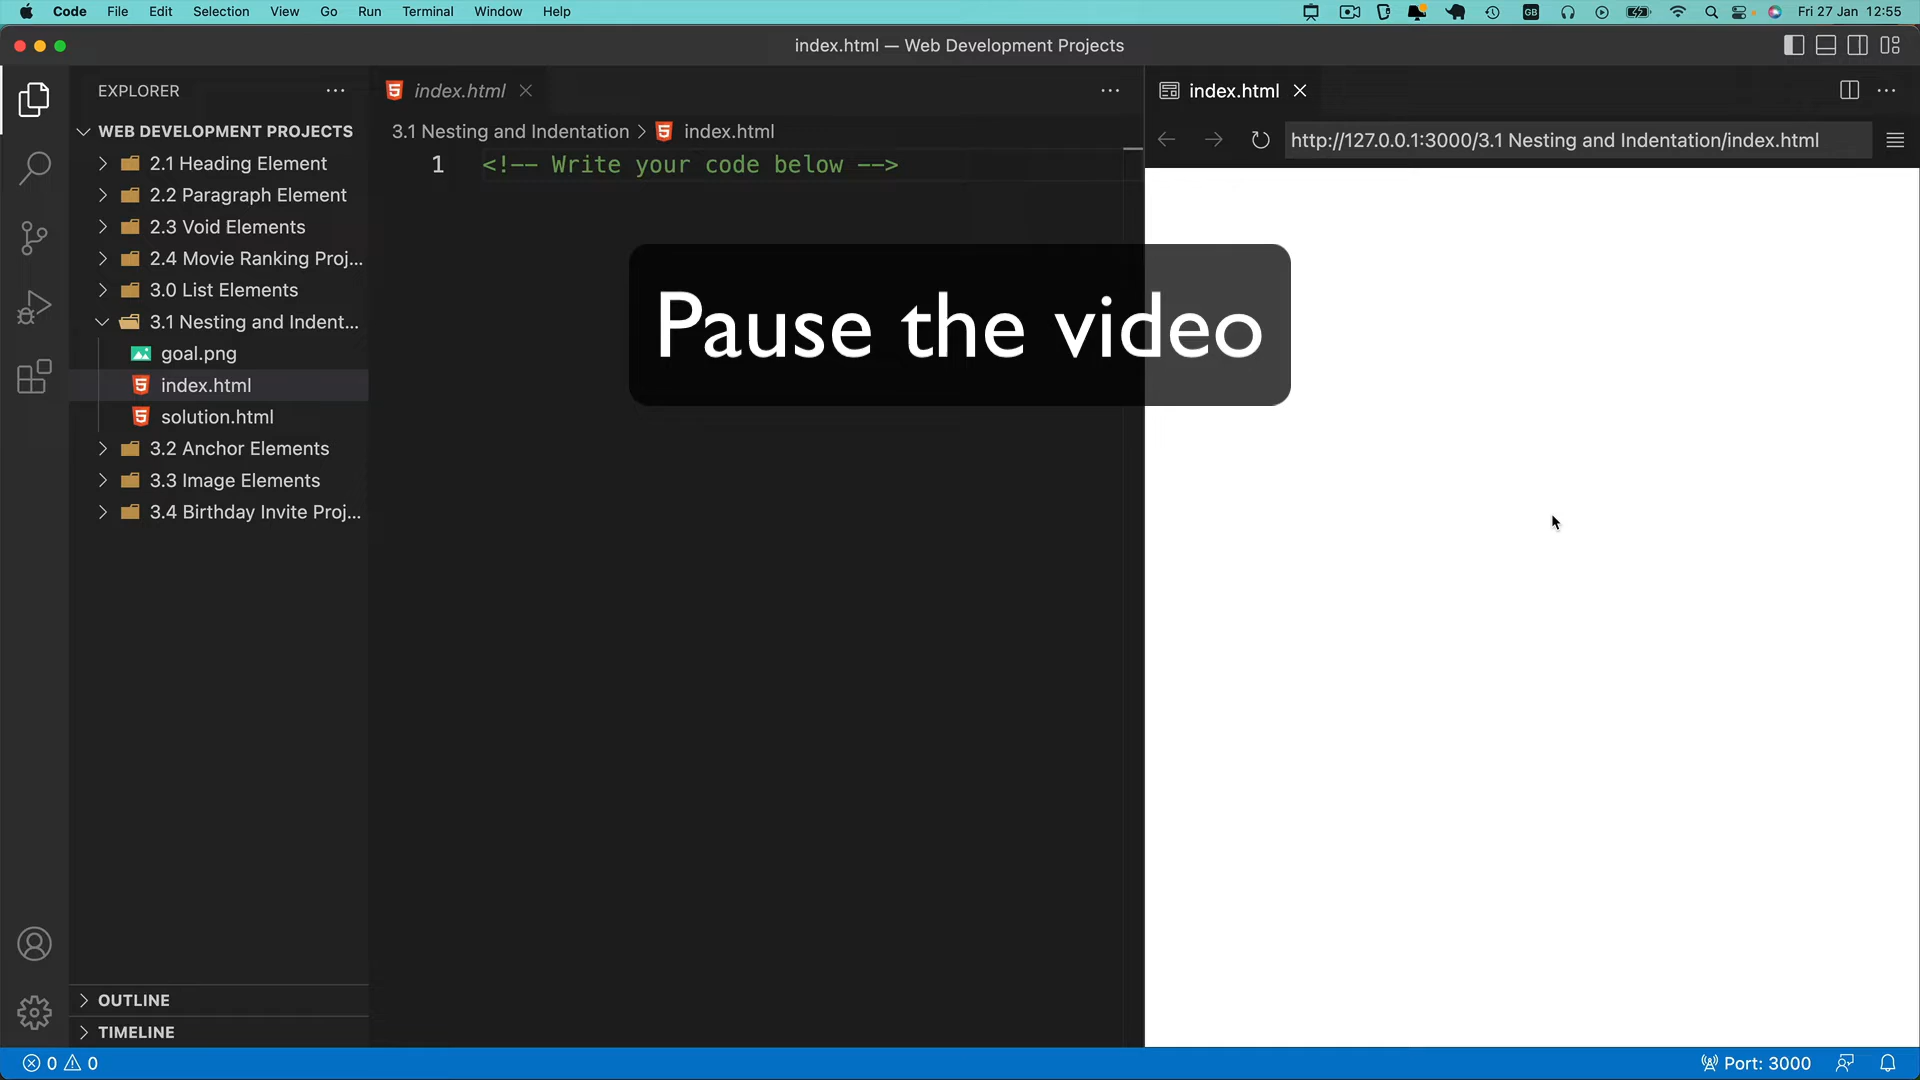 Code File Edit Selection View Go Run Terminal Window Help GB Fri 27 Jan 12:55
index.html — Web Development Projects
EXPLORER
index.html
index.html
WEB DEVELOPMENT PROJECTS
3.1 Nesting and Indentation > index.html
http://127.0.0.1:3000/3.1 Nesting and Indentation/index.html
1 <!-- Write your code below -->
2.1 Heading Element
2.2 Paragraph Element
2.3 Void Elements
2.4 Movie Ranking Proj...
3.0 List Elements
3.1 Nesting and Indent...
goal.png
index.html
solution.html
3.2 Anchor Elements
3.3 Image Elements
3.4 Birthday Invite Proj...
Pause the video
OUTLINE
TIMELINE
0 0
Port: 3000